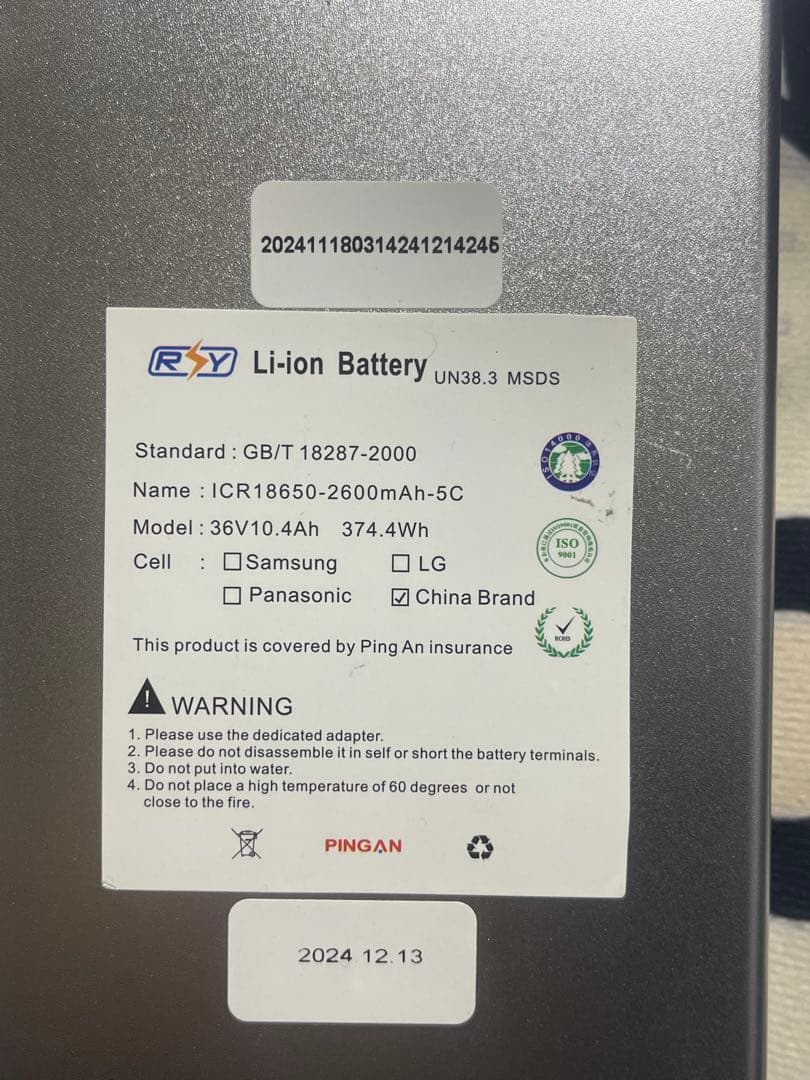 202411180314241214245
RSY Li-ion Battery UN38.3 MSDS
Standard : GB/T 18287-2000
Name : ICR18650-2600mAh-5C
Model : 36V10.4Ah 374.4Wh
Cell : ☐Samsung ☐ LG
☐ Panasonic ☑ China Brand
ISO14000
ISO
9001
ROHS
This product is covered by Ping An insurance
! WARNING
1. Please use the dedicated adapter.
2. Please do not disassemble it in self or short the battery terminals.
3. Do not put into water.
4. Do not place a high temperature of 60 degrees or not
close to the fire.
PINGAN
2024 12.13